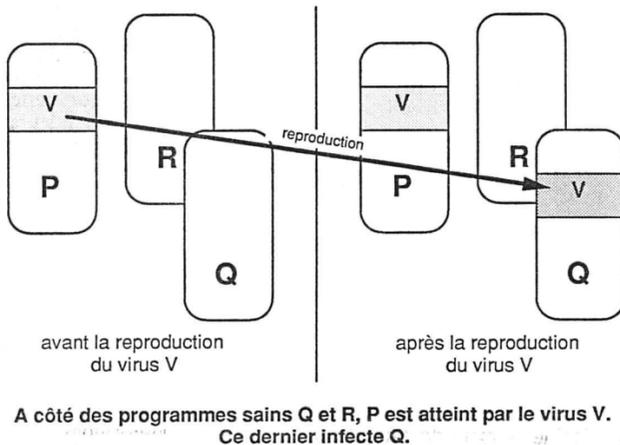 V
P
R
Q
reproduction
V
P
R
V
Q
avant la reproduction
du virus V
après la reproduction
du virus V
A côté des programmes sains Q et R, P est atteint par le virus V.
Ce dernier infecte Q.